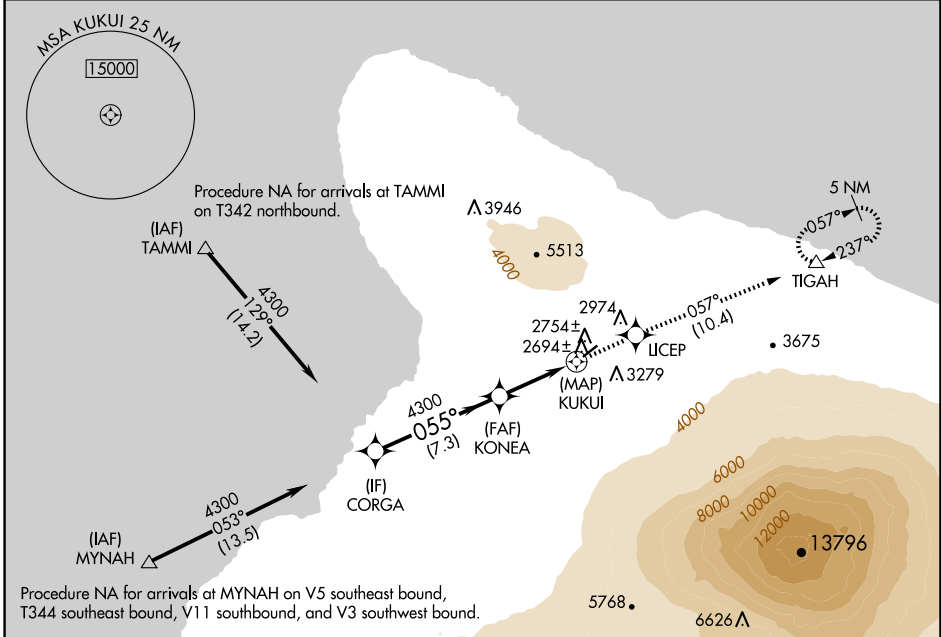 MSA KUKUI 25 NM
15000
Procedure NA for arrivals at TAMMI
on T342 northbound.
(IAF)
TAMMI
4300
129°
(14.2)
3946
5513
4000
5 NM
057°
237°
TIGAH
2974
057°
(10.4)
2754±
2694±
LICEP
3675
(MAP)
KUKUI
3279
4300
055°
(7.3)
(FAF)
KONEA
(IF)
CORGA
4000
6000
8000
10000
12000
13796
4300
053°
(13.5)
(IAF)
MYNAH
Procedure NA for arrivals at MYNAH on V5 southeast bound,
T344 southeast bound, V11 southbound, and V3 southwest bound.
5768
6626